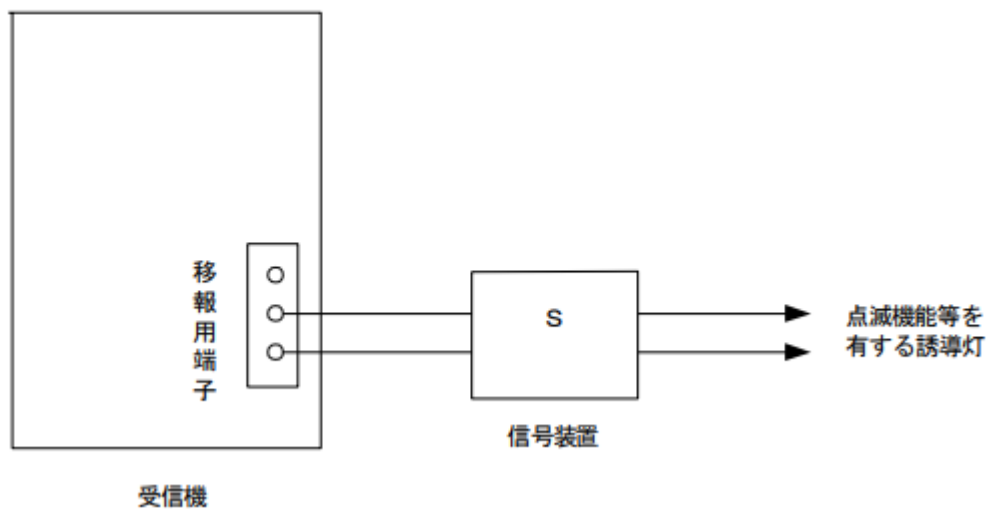 移報用端子
S
点滅機能等を
有する誘導灯
信号装置
受信機